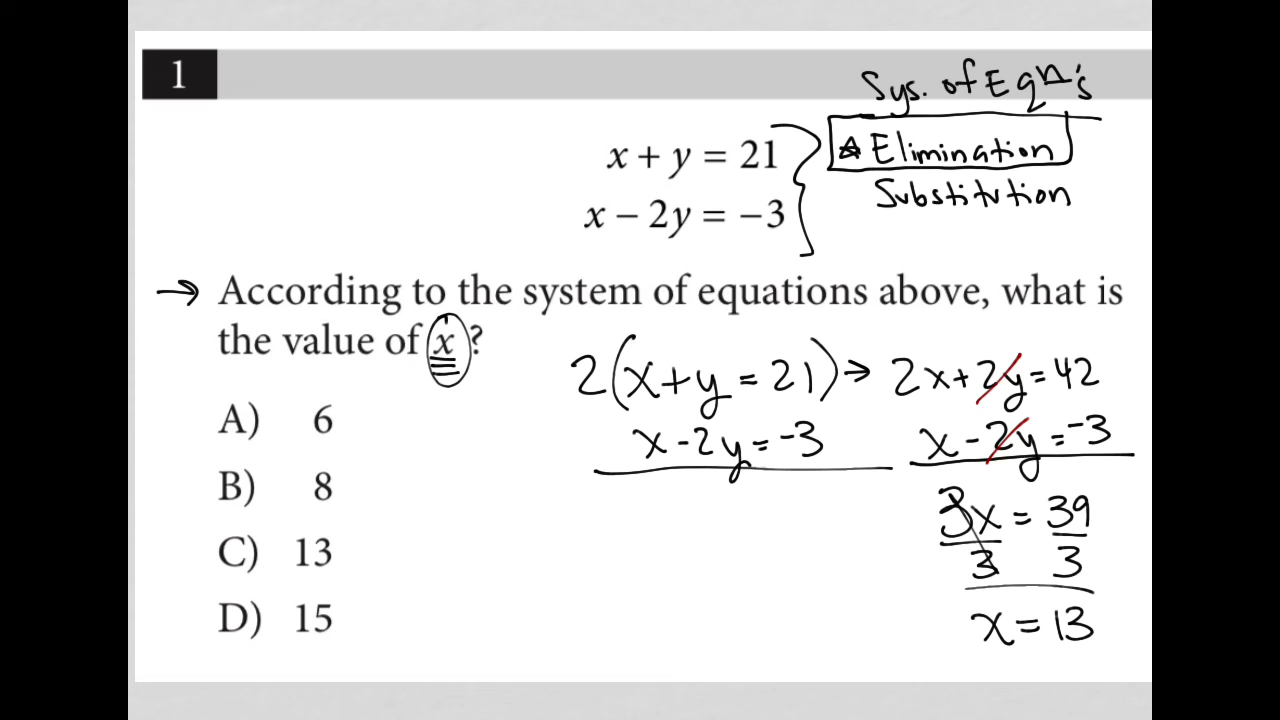 1
Sys. of Eqn's
x + y = 21
Elimination
x − 2y = −3
Substitution
→ According to the system of equations above, what is
the value of x ?
2(x+y = 21) → 2x+2y = 42
x - 2y = -3
x - 2y = -3
A) 6
B) 8
C) 13
D) 15
3x = 39
3 3
x = 13